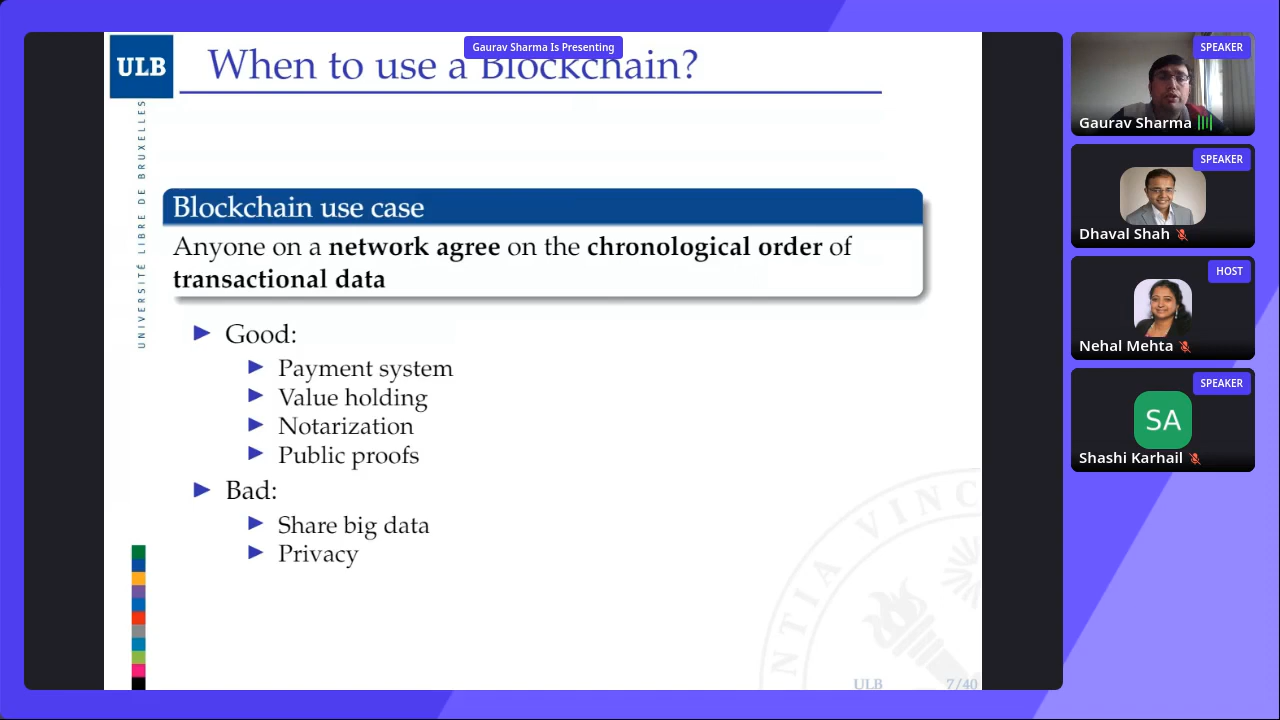 Gaurav Sharma Is Presenting
ULB
When to use a Blockchain?
UNIVERSITÉ LIBRE DE BRUXELLES
Blockchain use case
Anyone on a network agree on the chronological order of
transactional data
Good:
Payment system
Value holding
Notarization
Public proofs
Bad:
Share big data
Privacy
NTIA VINC
ULB 7/40
SPEAKER
Gaurav Sharma
SPEAKER
Dhaval Shah
HOST
Nehal Mehta
SPEAKER
SA
Shashi Karhail